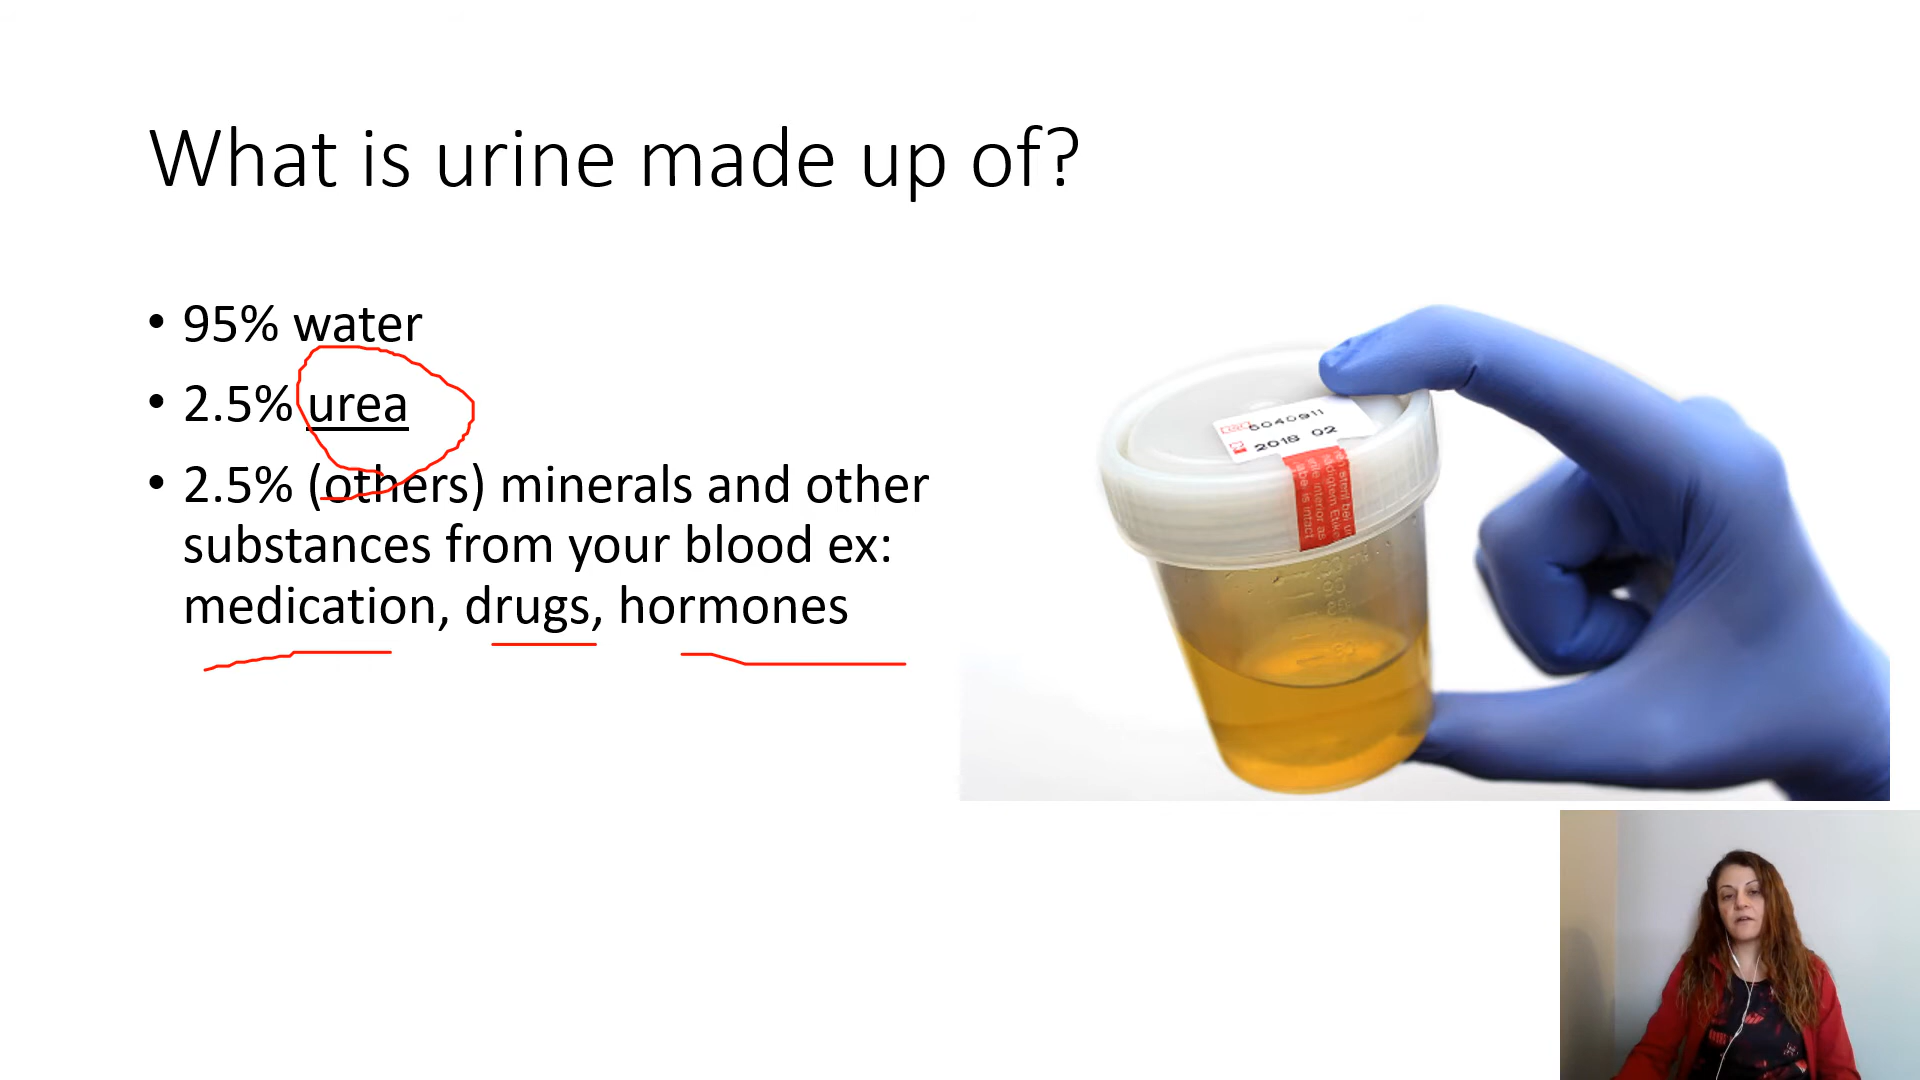 What is urine made up of?
• 95% water
• 2.5% urea
• 2.5% (others) minerals and other
substances from your blood ex:
medication, drugs, hormones
5040911
2018 02